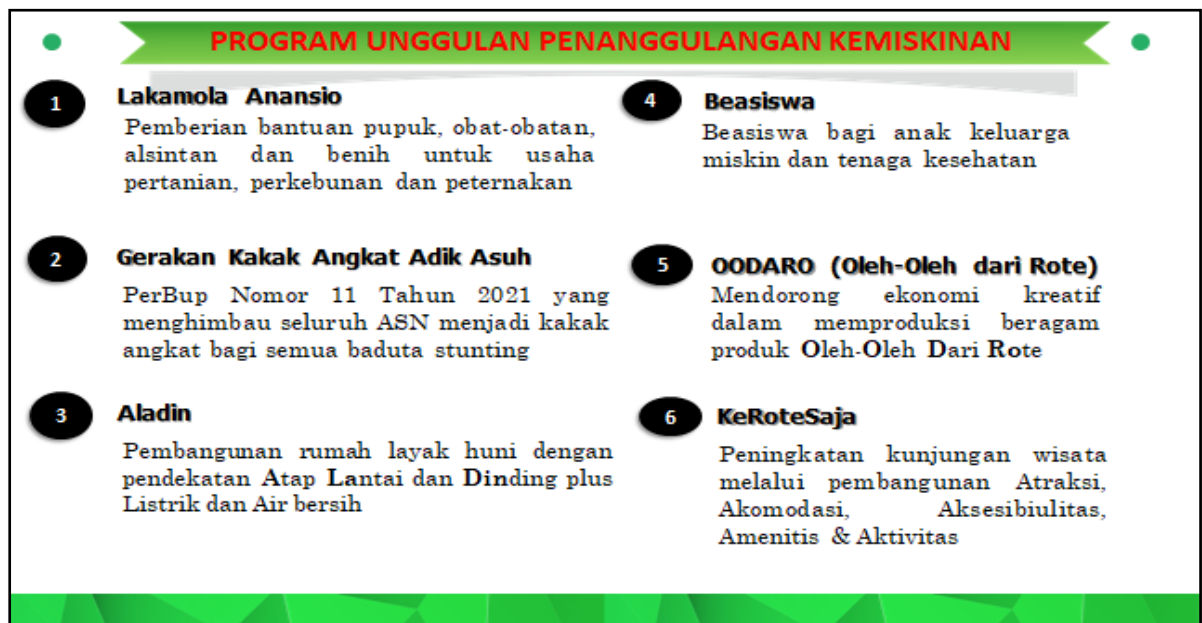 PROGRAM UNGGULAN PENANGGULANGAN KEMISKINAN
1
Lakamola Anansio
Pemberian bantuan pupuk, obat-obatan,
alsintan dan benih untuk usaha
pertanian, perkebunan dan peternakan
2
Gerakan Kakak Angkat Adik Asuh
PerBup Nomor 11 Tahun 2021 yang
menghimbau seluruh ASN menjadi kakak
angkat bagi semua baduta stunting
3
Aladin
Pembangunan rumah layak huni dengan
pendekatan Atap Lantai dan Dinding plus
Listrik dan Air bersih
4
Beasiswa
Beasiswa bagi anak keluarga
miskin dan tenaga kesehatan
5
OODARO (Oleh-Oleh dari Rote)
Mendorong ekonomi kreatif
dalam memproduksi beragam
produk Oleh-Oleh Dari Rote
6
KeRoteSaja
Peningkatan kunjungan wisata
melalui pembangunan Atraksi,
Akomodasi, Aksesibiulitas,
Amenitis & Aktivitas